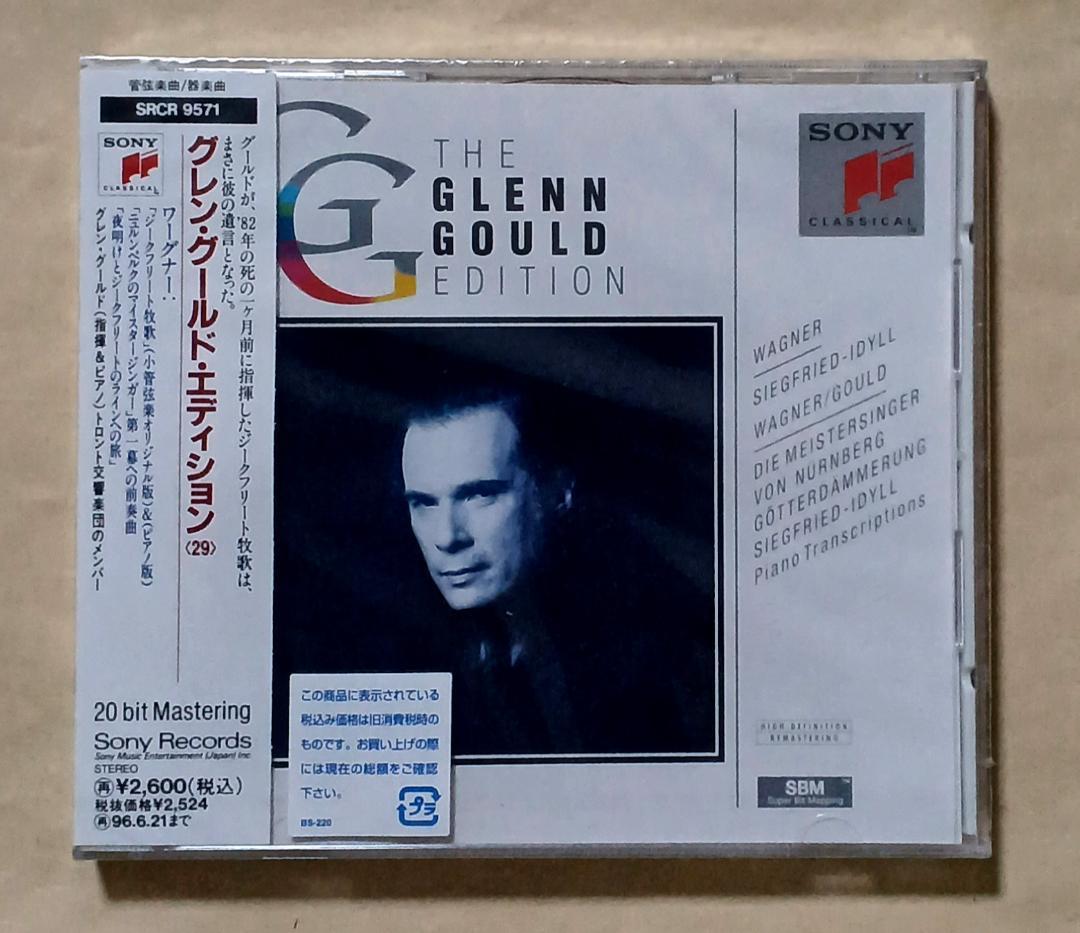 管弦楽曲/器楽曲
SRCR 9571
SONY
CLASSICAL
グールドが、'82年の死の一ヶ月前に指揮したジークフリート牧歌は、
まさに彼の遺言となった。
グレン・グールド・エディション〈29〉
ワーグナー:
「ジークフリート牧歌」(小管弦楽オリジナル版)&(ピアノ版)
「ニュルンベルクのマイスタージンガー」第一幕への前奏曲
「夜明けとジークフリートのラインへの旅」
グレン・グールド(指揮&ピアノ)トロント交響楽団のメンバー
20 bit Mastering
Sony Records
Sony Music Entertainment (Japan) Inc.
STEREO
再¥2,600(税込)
税抜価格¥2,524
再96.6.21まで
GG
THE
GLENN
GOULD
EDITION
この商品に表示されている
税込み価格は旧消費税時の
ものです。お買い上げの際
には現在の総額をご確認
下さい。
プラ
BS-220
SONY
CLASSICAL
TM
WAGNER
SIEGFRIED-IDYLL
WAGNER/GOULD
DIE MEISTERSINGER
VON NÜRNBERG
GÖTTERDÄMMERUNG
SIEGFRIED-IDYLL
Piano Transcriptions
HIGH DEFINITION
REMASTERING
SBM
Super Bit Mapping